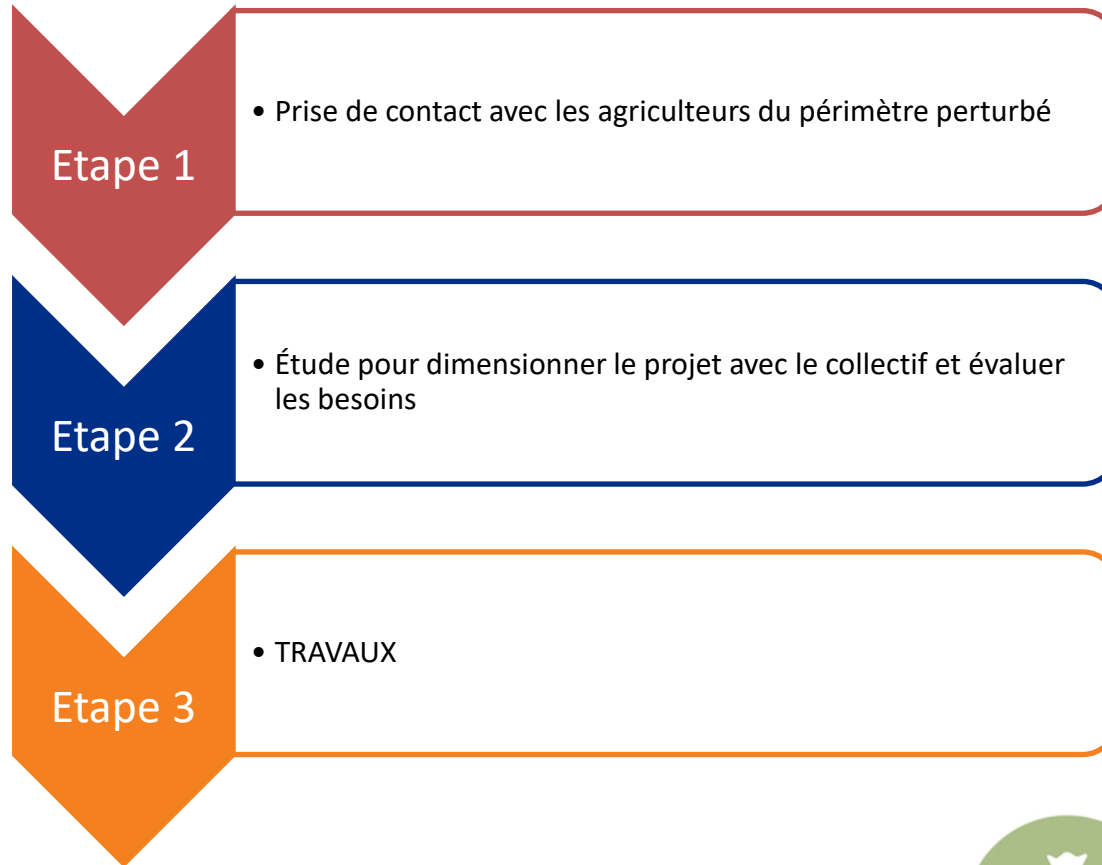 Etape 1
• Prise de contact avec les agriculteurs du périmètre perturbé
Etape 2
• Étude pour dimensionner le projet avec le collectif et évaluer
les besoins
Etape 3
• TRAVAUX